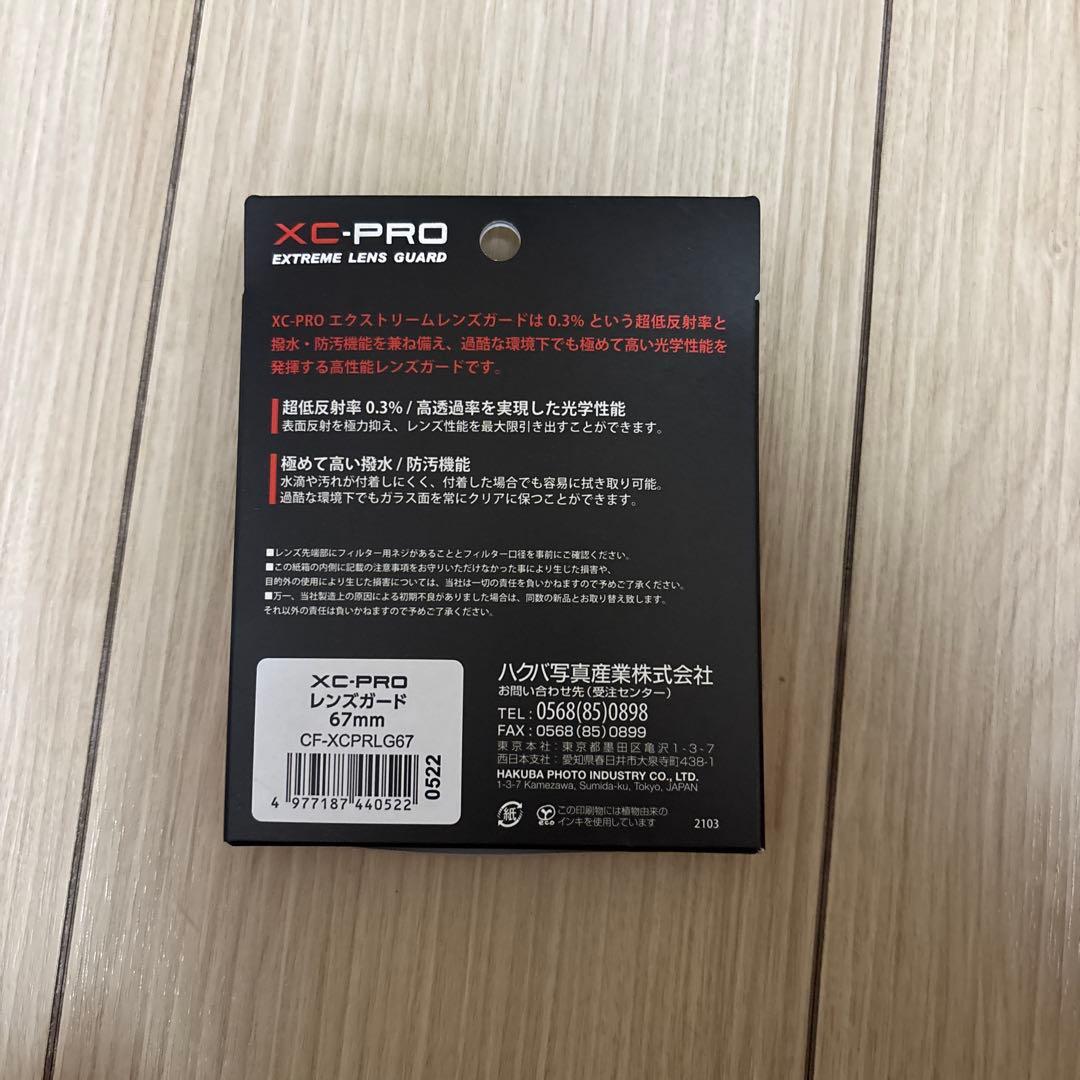 XC-PRO
EXTREME LENS GUARD
XC-PRO エクストリームレンズガードは 0.3% という超低反射率と
撥水・防汚機能を兼ね備え、過酷な環境下でも極めて高い光学性能を
発揮する高性能レンズガードです。
超低反射率 0.3% / 高透過率を実現した光学性能
表面反射を極力抑え、レンズ性能を最大限引き出すことができます。
極めて高い撥水 / 防汚機能
水滴や汚れが付着しにくく、付着した場合でも容易に拭き取り可能。
過酷な環境下でもガラス面を常にクリアに保つことができます。
■レンズ先端部にフィルター用ネジがあることとフィルター口径を事前にご確認ください。
■この紙箱の内側に記載の注意事項をお守りいただけなかった事により生じた損害や、
目的外の使用により生じた損害については、当社は一切の責任を負いかねますので予めご了承ください。
■万一、当社製造上の原因による初期不良がありました場合は、同数の新品とお取り替え致します。
それ以外の責任は負いかねますので予めご了承ください。
XC-PRO
レンズガード
67mm
CF-XCPRLG67
4 977187 440522
0522
ハクバ写真産業株式会社
お問い合わせ先(受注センター)
TEL : 0568(85)0898
FAX : 0568(85)0899
東京本社：東京都墨田区亀沢1-3-7
西日本支社：愛知県春日井市大泉寺町438-1
HAKUBA PHOTO INDUSTRY CO., LTD.
1-3-7 Kamezawa, Sumida-ku, Tokyo, JAPAN
紙
eco
この印刷物には植物由来の
インキを使用しています
2103